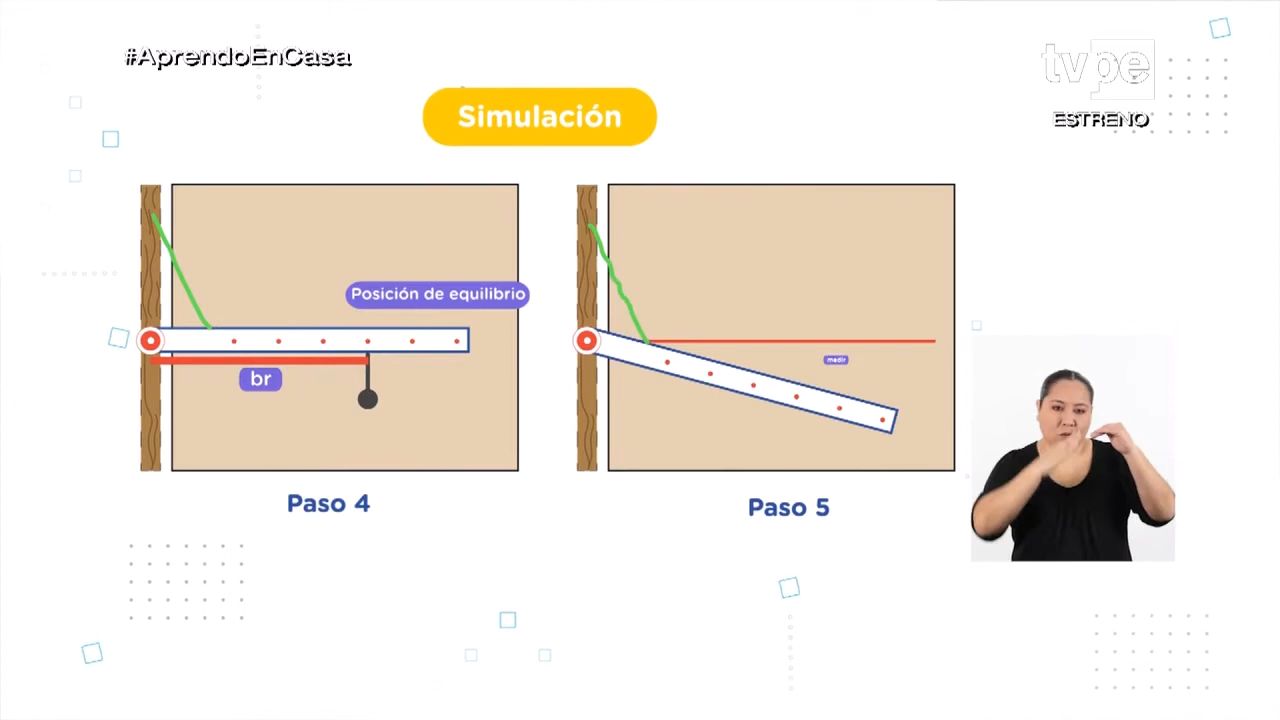 #AprendoEnCasa
tvpe
ESTRENO
Simulación
Posición de equilibrio
br
medir
Paso 4
Paso 5